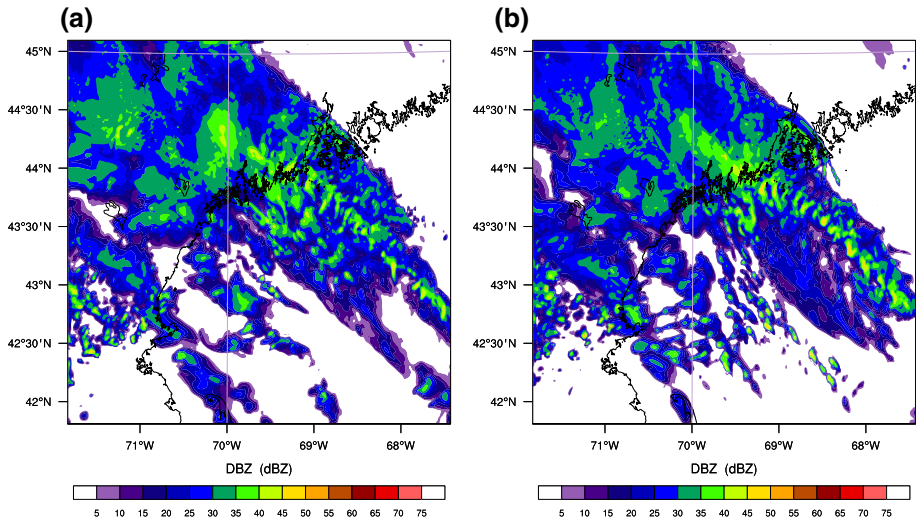 (a) (b)
45°N 45°N
44°30'N 44°30'N
44°N 44°N
43°30'N 43°30'N
43°N 43°N
42°30'N 42°30'N
42°N 42°N
71°W 70°W 69°W 68°W 71°W 70°W 69°W 68°W
DBZ (dBZ) DBZ (dBZ)
5 10 15 20 25 30 35 40 45 50 55 60 65 70 75 5 10 15 20 25 30 35 40 45 50 55 60 65 70 75